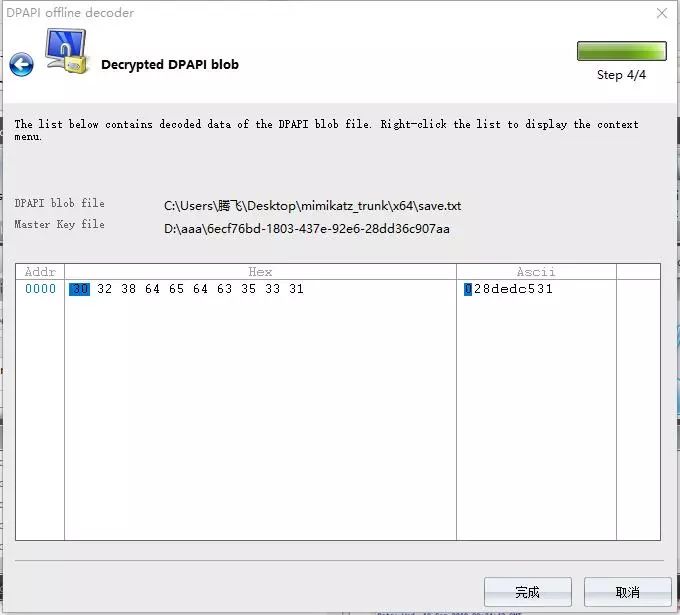 DPAPI offline decoder
Decrypted DPAPI blob
Step 4/4
The list below contains decoded data of the DPAPI blob file. Right-click the list to display the context
menu.
DPAPI blob file C:\Users\腾飞\Desktop\mimikatz_trunk\x64\save.txt
Master Key file D:\aaa\6ecf76bd-1803-437e-92e6-28dd36c907aa
Addr Hex Ascii
0000 30 32 38 64 65 64 63 35 33 31 028dedc531
完成 取消